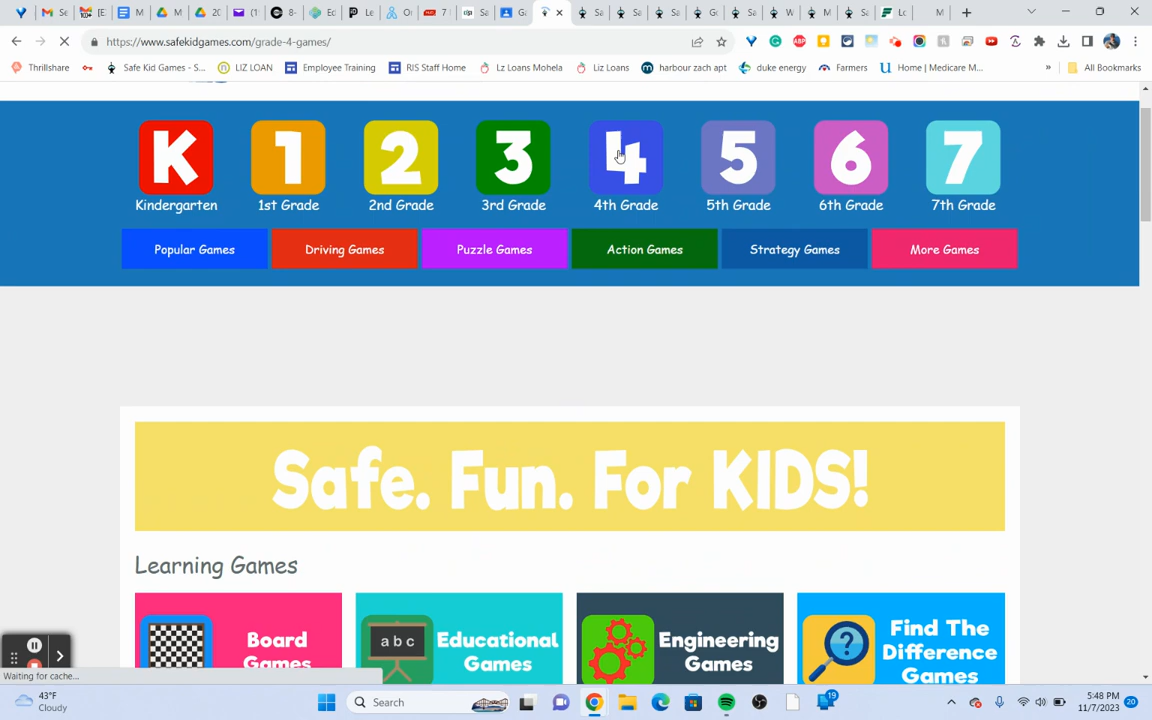 https://www.safekidgames.com/grade-4-games/
Thrillshare
Safe Kid Games - S...
LIZ LOAN
Employee Training
RIS Staff Home
Lz Loans Mohela
Liz Loans
harbour zach apt
duke energy
Farmers
Home | Medicare M...
»
All Bookmarks
K 1 2 3 4 5 6 7
Kindergarten 1st Grade 2nd Grade 3rd Grade 4th Grade 5th Grade 6th Grade 7th Grade
Popular Games Driving Games Puzzle Games Action Games Strategy Games More Games
Safe. Fun. For KIDS!
Learning Games
Board
Games
a b c
Educational
Games
Engineering
Games
?
Find The
Difference
Games
Waiting for cache...
43°F
Cloudy
Search
19
5:48 PM
11/7/2023
20